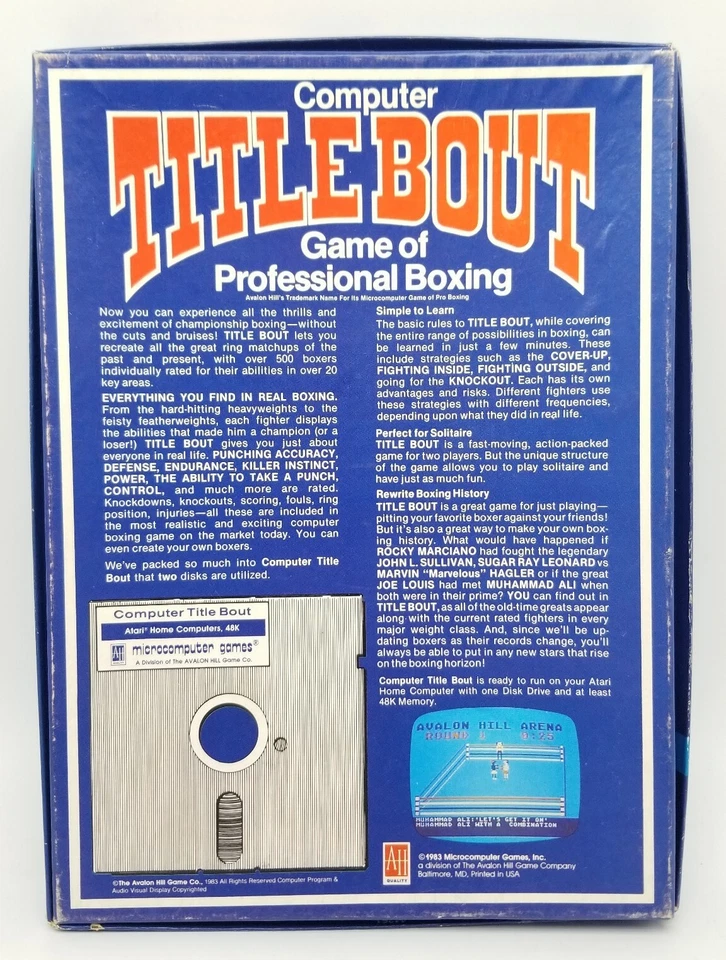 Computer
TITLE BOUT
Game of
Professional Boxing
Avalon Hill's Trademark Name For Its Microcomputer Game of Pro Boxing
Now you can experience all the thrills and
excitement of championship boxing—without
the cuts and bruises! TITLE BOUT lets you
recreate all the great ring matchups of the
past and present, with over 500 boxers
individually rated for their abilities in over 20
key areas.
EVERYTHING YOU FIND IN REAL BOXING.
From the hard-hitting heavyweights to the
feisty featherweights, each fighter displays
the abilities that made him a champion (or a
loser!) TITLE BOUT gives you just about
everyone in real life. PUNCHING ACCURACY,
DEFENSE, ENDURANCE, KILLER INSTINCT,
POWER, THE ABILITY TO TAKE A PUNCH,
CONTROL, and much more are rated.
Knockdowns, knockouts, scoring, fouls, ring
position, injuries—all these are included in
the most realistic and exciting computer
boxing game on the market today. You can
even create your own boxers.
We've packed so much into Computer Title
Bout that two disks are utilized.
Computer Title Bout
Atari® Home Computers, 48K
AH microcomputer games®
A Division of The AVALON HILL Game Co.
©The Avalon Hill Game Co., 1983 All Rights Reserved Computer Program &
Audio Visual Display Copyrighted
Simple to Learn
The basic rules to TITLE BOUT, while covering
the entire range of possibilities in boxing, can
be learned in just a few minutes. These
include strategies such as the COVER-UP,
FIGHTING INSIDE, FIGHTING OUTSIDE, and
going for the KNOCKOUT. Each has its own
advantages and risks. Different fighters use
these strategies with different frequencies,
depending upon what they did in real life.
Perfect for Solitaire
TITLE BOUT is a fast-moving, action-packed
game for two players. But the unique structure
of the game allows you to play solitaire and
have just as much fun.
Rewrite Boxing History
TITLE BOUT is a great game for just playing—
pitting your favorite boxer against your friends!
But it's also a great way to make your own box-
ing history. What would have happened if
ROCKY MARCIANO had fought the legendary
JOHN L. SULLIVAN, SUGAR RAY LEONARD vs
MARVIN "Marvelous" HAGLER or if the great
JOE LOUIS had met MUHAMMAD ALI when
both were in their prime? YOU can find out in
TITLE BOUT, as all of the old-time greats appear
along with the current rated fighters in every
major weight class. And, since we'll be up-
dating boxers as their records change, you'll
always be able to put in any new stars that rise
on the boxing horizon!
Computer Title Bout is ready to run on your Atari
Home Computer with one Disk Drive and at least
48K Memory.
AVALON HILL ARENA
ROUND 1
MUHAMMAD ALI:'LET'S GET IT ON'
MUHAMMAD ALI WITH A COMBINATION
AH
QUALITY
©1983 Microcomputer Games, Inc.
a division of The Avalon Hill Game Company
Baltimore, MD, Printed in USA